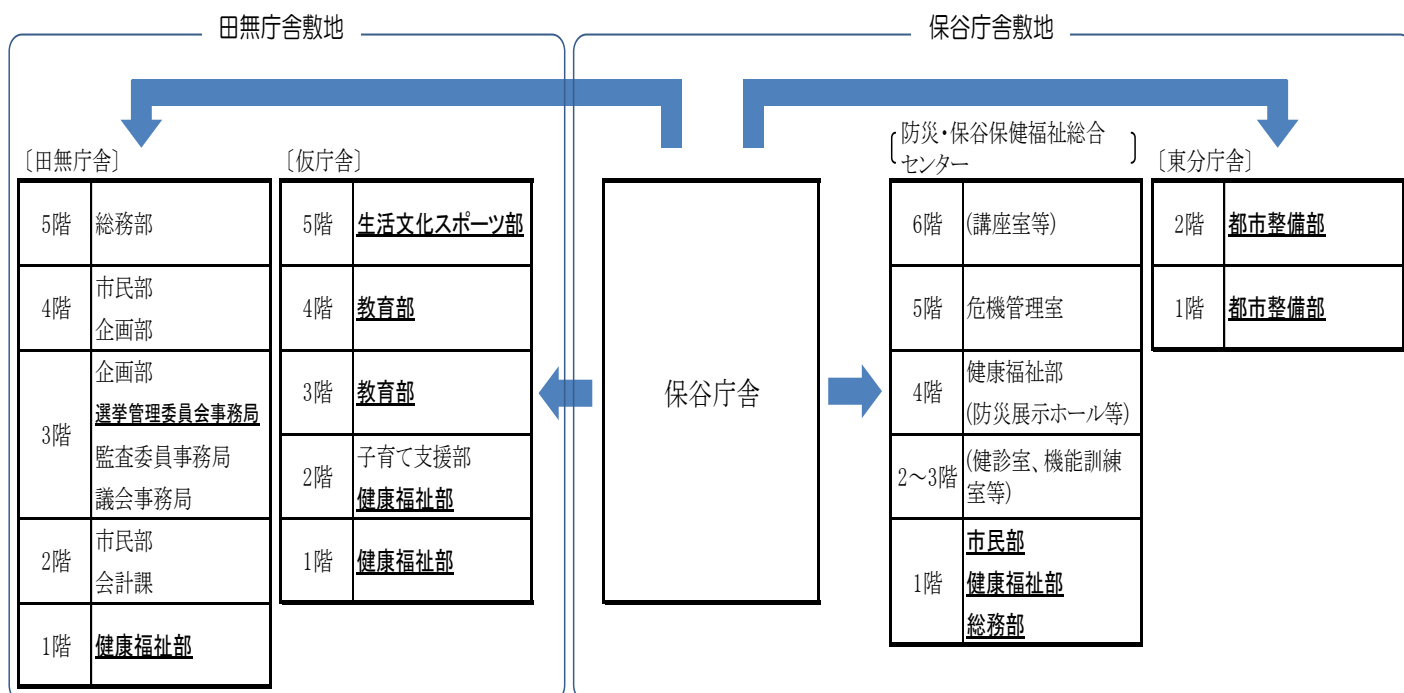 田無庁舎敷地
保谷庁舎敷地
〔田無庁舎〕
5階 総務部
4階 市民部
企画部
3階 企画部
選挙管理委員会事務局
監査委員事務局
議会事務局
2階 市民部
会計課
1階 健康福祉部
〔仮庁舎〕
5階 生活文化スポーツ部
4階 教育部
3階 教育部
2階 子育て支援部
健康福祉部
1階 健康福祉部
保谷庁舎
防災・保谷保健福祉総合
センター
6階 (講座室等)
5階 危機管理室
4階 健康福祉部
(防災展示ホール等)
2～3階 (健診室、機能訓練
室等)
1階 市民部
健康福祉部
総務部
〔東分庁舎〕
2階 都市整備部
1階 都市整備部